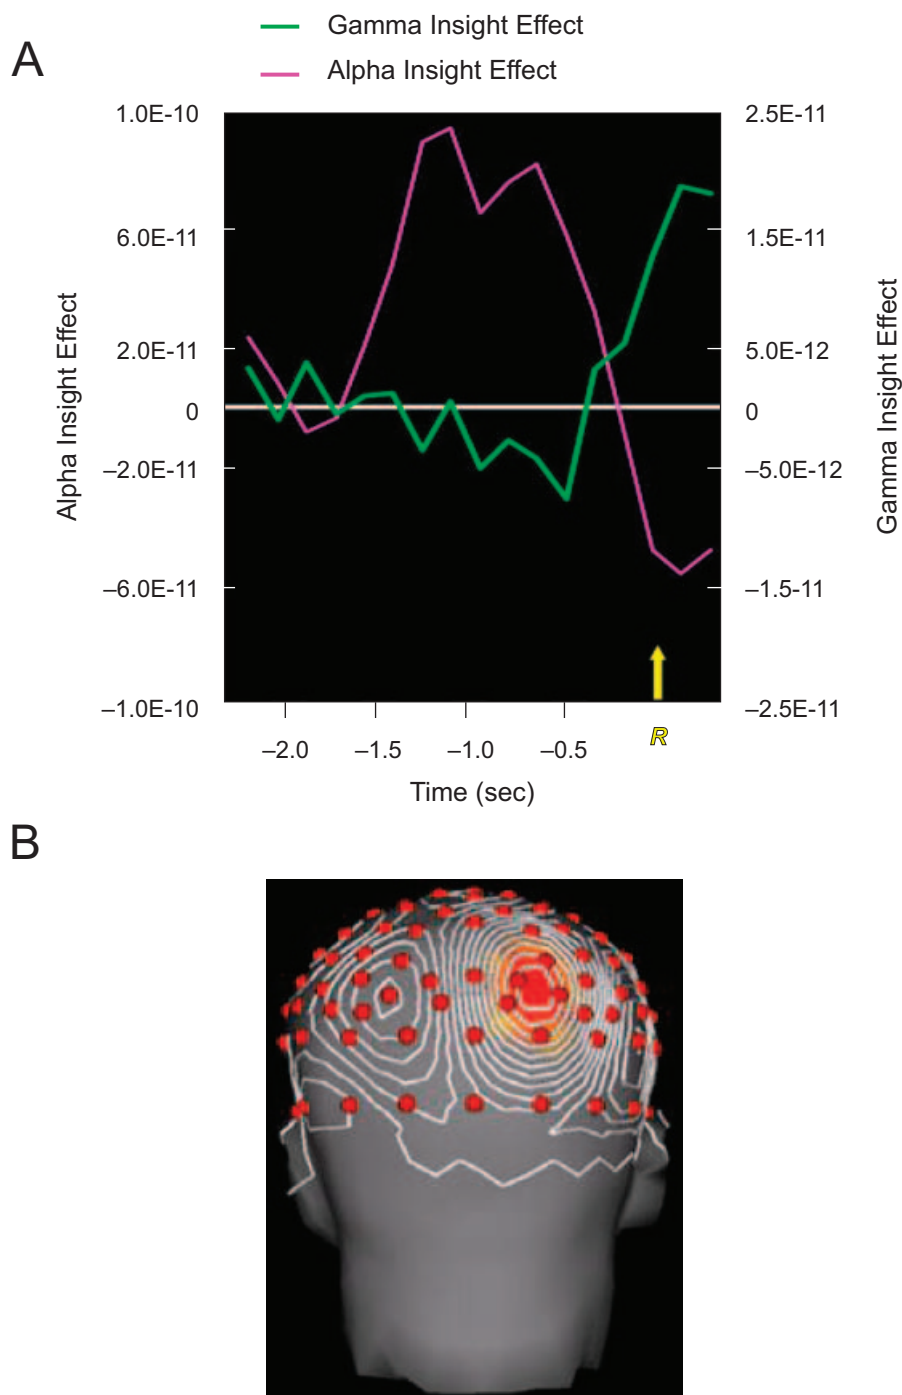 Gamma Insight Effect
Alpha Insight Effect
A
1.0E-10
6.0E-11
2.0E-11
0
–2.0E-11
–6.0E-11
–1.0E-10
Alpha Insight Effect
2.5E-11
1.5E-11
5.0E-12
0
–5.0E-12
–1.5-11
–2.5E-11
Gamma Insight Effect
–2.0
–1.5
–1.0
–0.5
R
Time (sec)
B